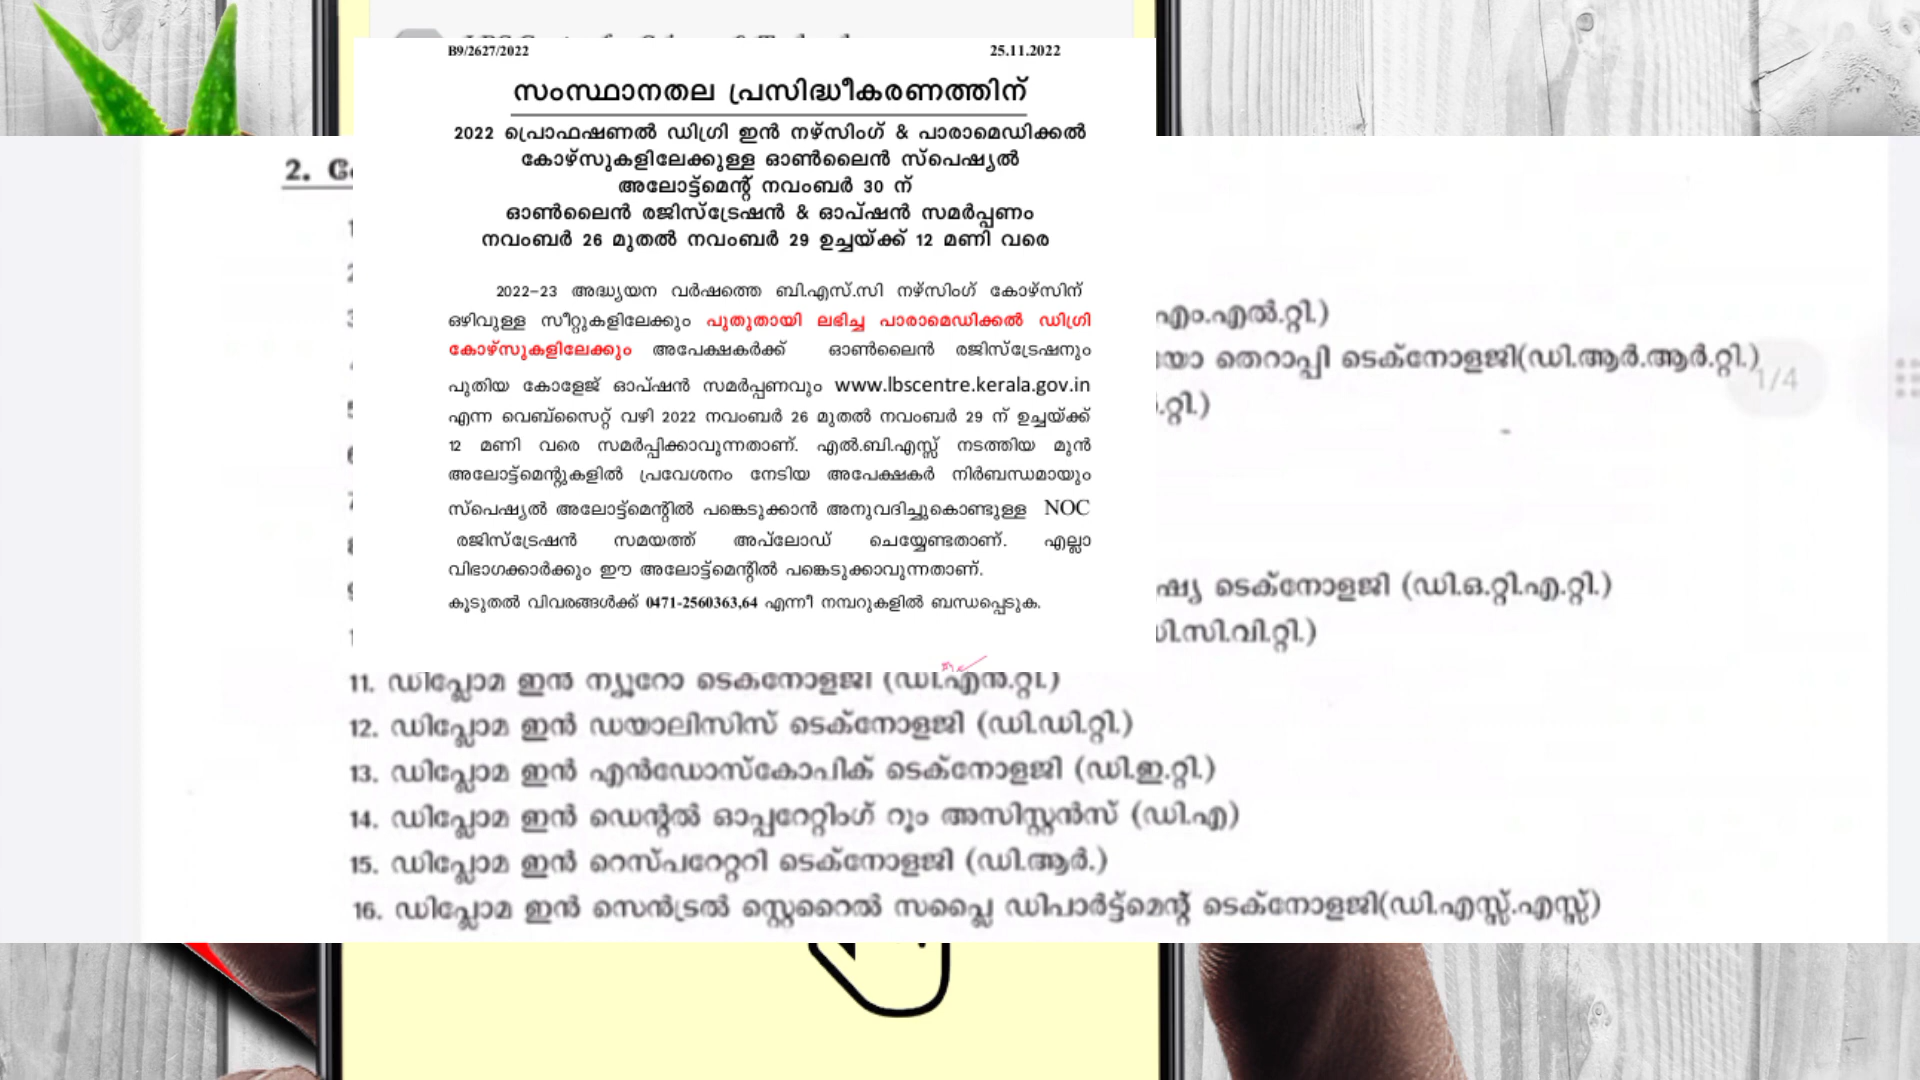 B9/2627/2022 25.11.2022
സംസ്ഥാനതല പ്രസിദ്ധീകരണത്തിന്
2022 പ്രൊഫഷണൽ ഡിഗ്രി ഇൻ നഴ്സിംഗ് & പാരാമെഡിക്കൽ
കോഴ്സുകളിലേക്കുള്ള ഓൺലൈൻ സ്പെഷ്യൽ
അലോട്ട്മെന്റ് നവംബർ 30 ന്
ഓൺലൈൻ രജിസ്ട്രേഷൻ & ഓപ്ഷൻ സമർപ്പണം
നവംബർ 26 മുതൽ നവംബർ 29 ഉച്ചയ്ക്ക് 12 മണി വരെ
2022-23 അദ്ധ്യയന വർഷത്തെ ബി.എസ്.സി നഴ്സിംഗ് കോഴ്സിന്
ഒഴിവുള്ള സീറ്റുകളിലേക്കും പുതുതായി ലഭിച്ച പാരാമെഡിക്കൽ ഡിഗ്രി
കോഴ്സുകളിലേക്കും അപേക്ഷകർക്ക് ഓൺലൈൻ രജിസ്ട്രേഷനും
പുതിയ കോളേജ് ഓപ്ഷൻ സമർപ്പണവും www.lbscentre.kerala.gov.in
എന്ന വെബ്സൈറ്റ് വഴി 2022 നവംബർ 26 മുതൽ നവംബർ 29 ന് ഉച്ചയ്ക്ക്
12 മണി വരെ സമർപ്പിക്കാവുന്നതാണ്. എൽ.ബി.എസ്സ് നടത്തിയ മുൻ
അലോട്ട്മെന്റുകളിൽ പ്രവേശനം നേടിയ അപേക്ഷകർ നിർബന്ധമായും
സ്പെഷ്യൽ അലോട്ട്മെന്റിൽ പങ്കെടുക്കാൻ അനുവദിച്ചുകൊണ്ടുള്ള NOC
രജിസ്ട്രേഷൻ സമയത്ത് അപ്‌ലോഡ് ചെയ്യേണ്ടതാണ്. എല്ലാ
വിഭാഗക്കാർക്കും ഈ അലോട്ട്മെന്റിൽ പങ്കെടുക്കാവുന്നതാണ്.
കൂടുതൽ വിവരങ്ങൾക്ക് 0471-2560363,64 എന്നീ നമ്പറുകളിൽ ബന്ധപ്പെടുക.
2.
എം.എൽ.റ്റി.)
യോ തെറാപ്പി ടെക്നോളജി(ഡി.ആർ.ആർ.റ്റി.)
1/4
.റ്റി.)
ഷ്യ ടെക്നോളജി (ഡി.ഒ.റ്റി.എ.റ്റി.)
ഡി.സി.വി.റ്റി.)
11. ഡിപ്ലോമ ഇൻ ന്യൂറോ ടെക്നോളജി (ഡി.എൻ.റ്റി.)
12. ഡിപ്ലോമ ഇൻ ഡയാലിസിസ് ടെക്നോളജി (ഡി.ഡി.റ്റി.)
13. ഡിപ്ലോമ ഇൻ എൻഡോസ്കോപിക് ടെക്നോളജി (ഡി.ഇ.റ്റി.)
14. ഡിപ്ലോമ ഇൻ ഡെന്റൽ ഓപ്പറേറ്റിംഗ് റൂം അസിസ്റ്റൻസ് (ഡി.എ)
15. ഡിപ്ലോമ ഇൻ റെസ്പറേറ്ററി ടെക്നോളജി (ഡി.ആർ.)
16. ഡിപ്ലോമ ഇൻ സെൻട്രൽ സ്റ്റെറൈൽ സപ്ലൈ ഡിപാർട്ട്മെന്റ് ടെക്നോളജി(ഡി.എസ്സ്.എസ്സ്)